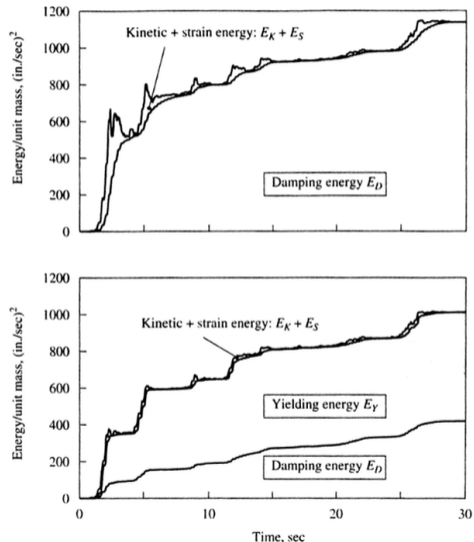 1200
1000
800
600
400
200
0
Energy/unit mass, (in./sec)²
Kinetic + strain energy: E_K + E_S
Damping energy E_D
1200
1000
800
600
400
200
0
Energy/unit mass, (in./sec)²
Kinetic + strain energy: E_K + E_S
Yielding energy E_Y
Damping energy E_D
0 10 20 30
Time, sec